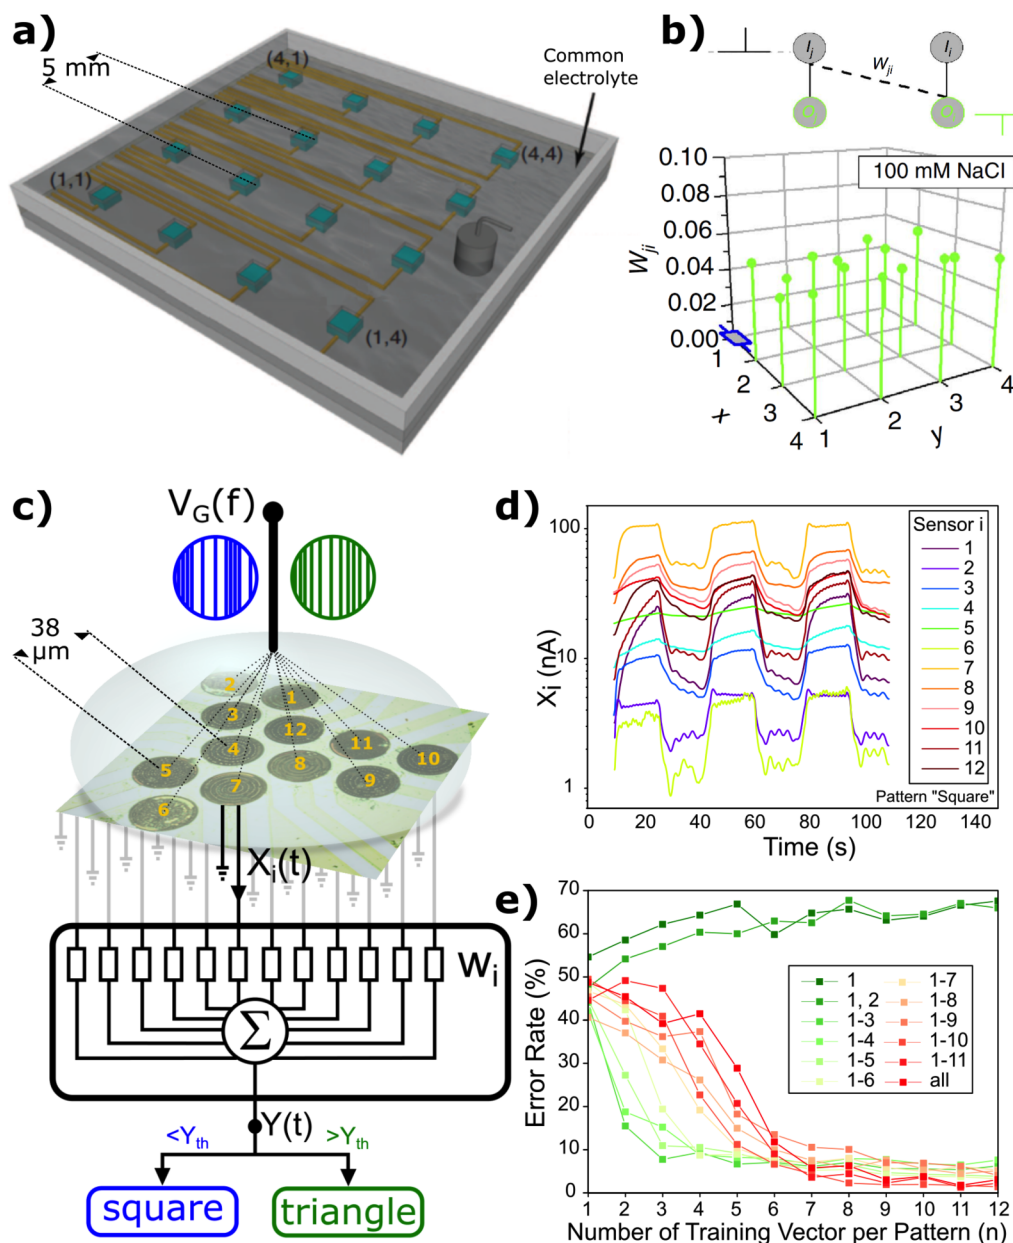 a)
5 mm
(4,1)
Common
electrolyte
(4,4)
(1,1)
(1,4)
b)
Ij
Ii
Wji
Oi
100 mM NaCl
Wji
0.10
0.08
0.06
0.04
0.02
0.00
1
2
3
4
x
1
2
3
4
y
c)
VG(f)
38
µm
2
1
3
12
4
11
10
5
8
9
7
6
Xi(t)
Wi
Σ
Y(t)
<Yth
>Yth
square
triangle
d)
Xi (nA)
100
10
1
Sensor i
1
2
3
4
5
6
7
8
9
10
11
12
Pattern "Square"
0 20 40 60 80 100 120 148
Time (s)
e)
Error Rate (%)
70
60
50
40
30
20
10
0
1 1-7
1, 2 1-8
1-3 1-9
1-4 1-10
1-5 1-11
1-6 all
1 2 3 4 5 6 7 8 9 10 11 12
Number of Training Vector per Pattern (n)